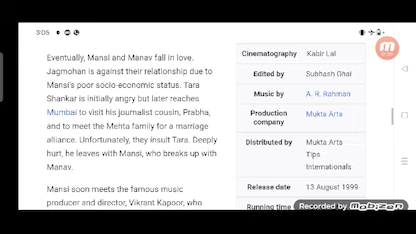 3:05
Eventually, Mansi and Manav fall in love.
Jagmohan is against their relationship due to
Mansi's poor socio-economic status. Tara
Shankar is initially angry but later reaches
Mumbai to visit his journalist cousin, Prabha,
and to meet the Mehta family for a marriage
alliance. Unfortunately, they insult Tara. Deeply
hurt, he leaves with Mansi, who breaks up with
Manav.
Mansi soon meets the famous music
producer and director, Vikrant Kapoor, who
Cinematography Kabir Lal
Edited by Subhash Ghai
Music by A. R. Rahman
Production company Mukta Arts
Distributed by Mukta Arts
Tips
Internationals
Release date 13 August 1999
Running time
Recorded by Mobizen